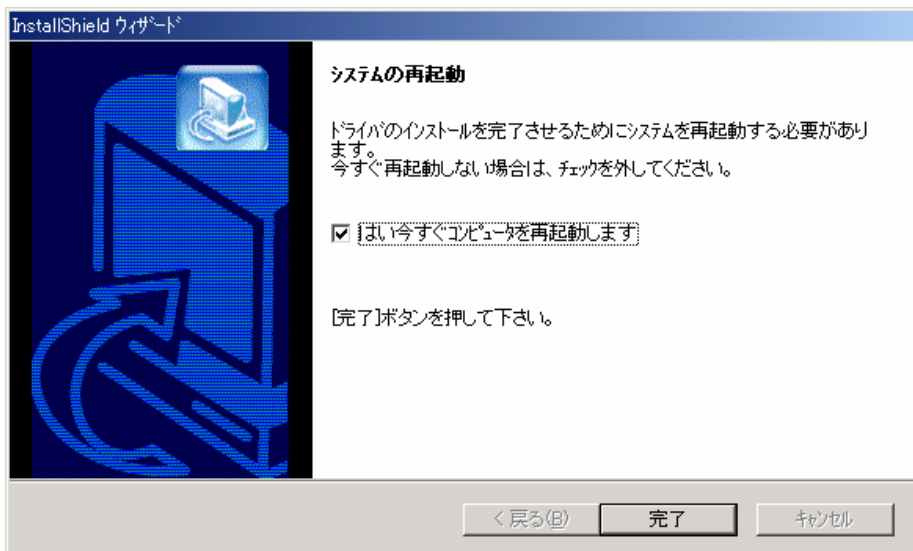 InstallShield ウィザード
システムの再起動
ドライバのインストールを完了させるためにシステムを再起動する必要があり
ます。
今すぐ再起動しない場合は、チェックを外してください。
はい今すぐコンピュータを再起動します
[完了]ボタンを押して下さい。
< 戻る(B) 完了 キャンセル